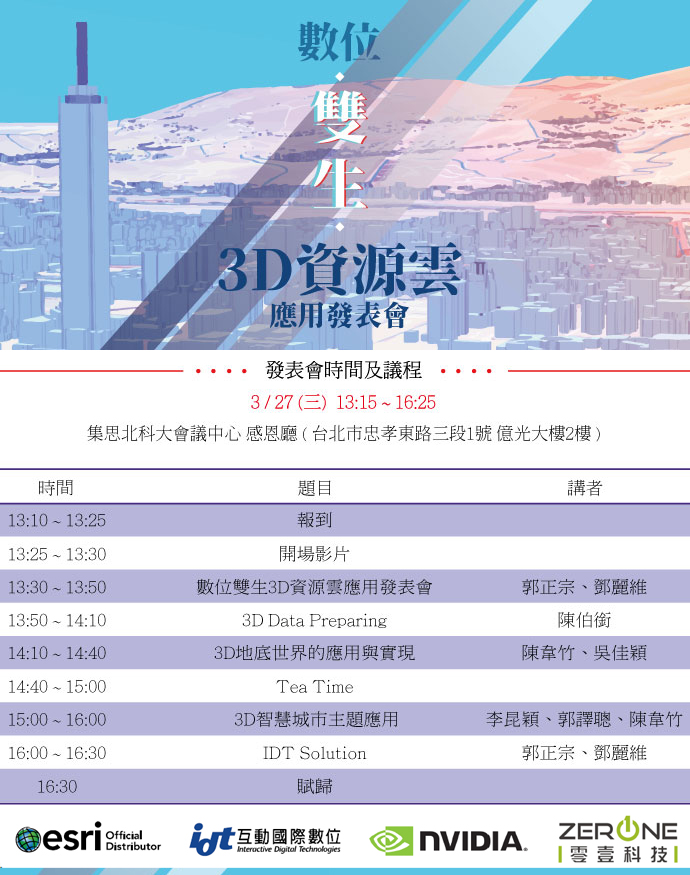 數位
雙
生
3D資源雲
應用發表會
發表會時間及議程
3 / 27 (三) 13:15 ~ 16:25
集思北科大會議中心 感恩廳 ( 台北市忠孝東路三段1號 億光大樓2樓 )
時間 題目 講者
13:10 ~ 13:25 報到
13:25 ~ 13:30 開場影片
13:30 ~ 13:50 數位雙生3D資源雲應用發表會 郭正宗、鄧麗維
13:50 ~ 14:10 3D Data Preparing 陳伯銜
14:10 ~ 14:40 3D地底世界的應用與實現 陳韋竹、吳佳穎
14:40 ~ 15:00 Tea Time
15:00 ~ 16:00 3D智慧城市主題應用 李昆穎、郭譯聰、陳韋竹
16:00 ~ 16:30 IDT Solution 郭正宗、鄧麗維
16:30 賦歸
esri Official Distributor
idt 互動國際數位
Interactive Digital Technologies
NVIDIA.
ZERONE
零壹科技